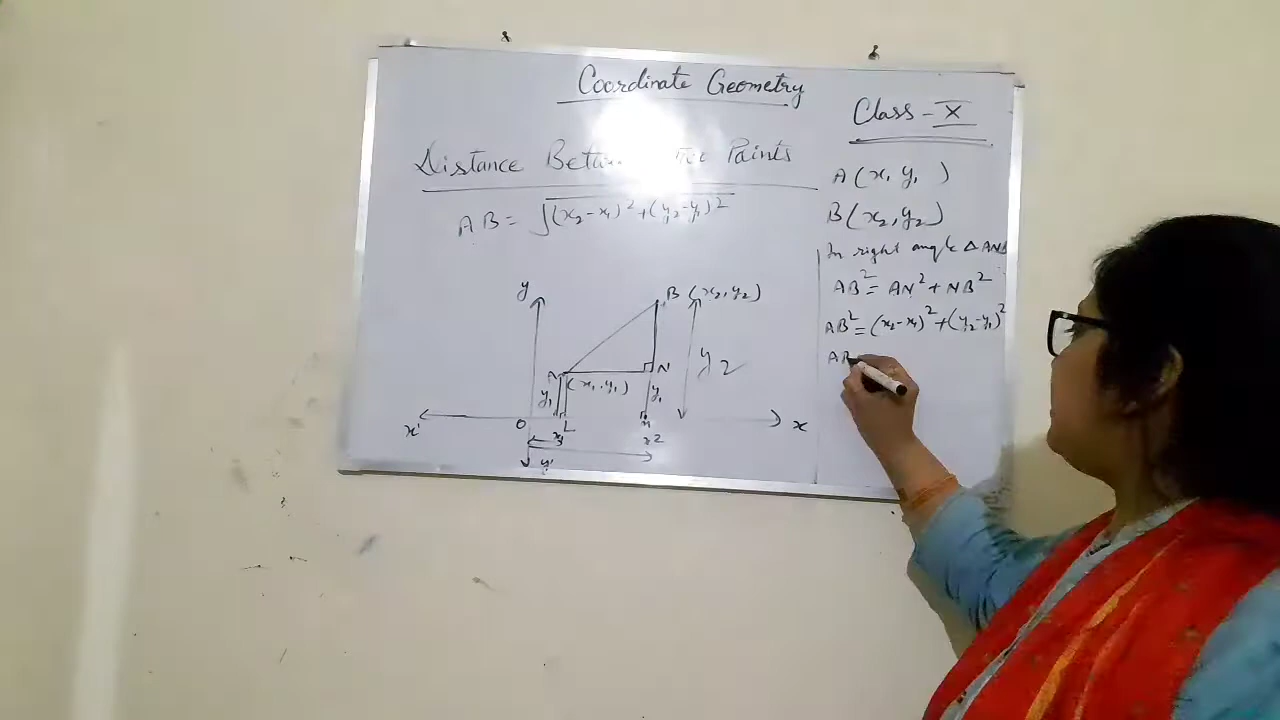 Coordinate Geometry
Class - X
Distance Points
AB = √(x₂-x₁)²+(y₂-y₁)²
A(x₁ y₁)
B(x₂, y₂)
In right angle Δ ANB
AB² = AN² + NB²
AB² = (x₂-x₁)² + (y₂-y₁)²
AB
y
B (x₂, y₂)
A
N
(x₁, y₁)
y₁
y₁
y₂
x'
O
L
x
x₁
x2
y'